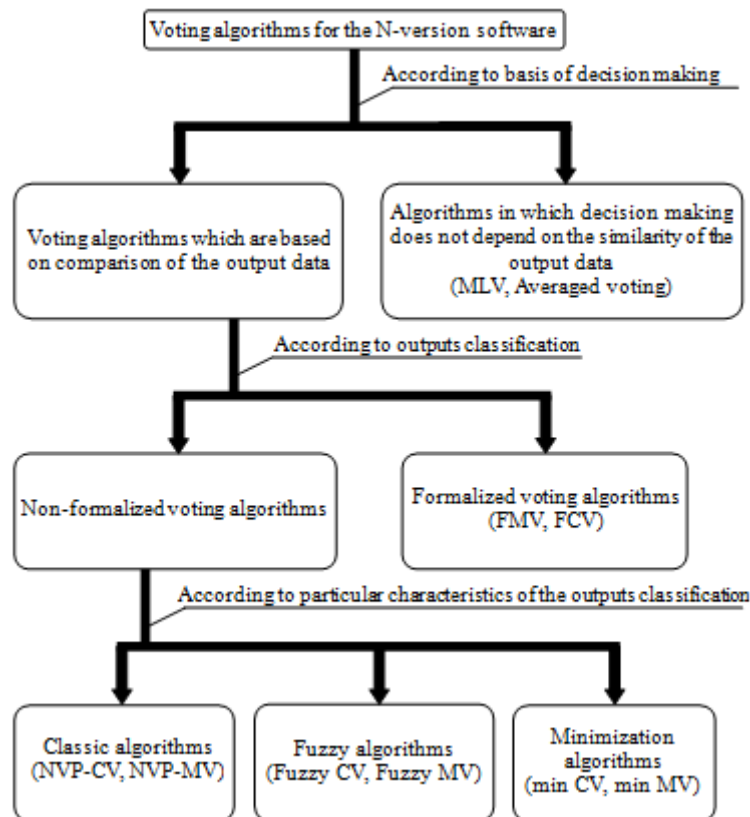 Voting algorithms for the N-version software
According to basis of decision making
Voting algorithms which are based
on comparison of the output data
Algorithms in which decision making
does not depend on the similarity of the
output data
(MLV, Averaged voting)
According to outputs classification
Non-formalized voting algorithms
Formalized voting algorithms
(FMV, FCV)
According to particular characteristics of the outputs classification
Classic algorithms
(NVP-CV, NVP-MV)
Fuzzy algorithms
(Fuzzy CV, Fuzzy MV)
Minimization
algorithms
(min CV, min MV)